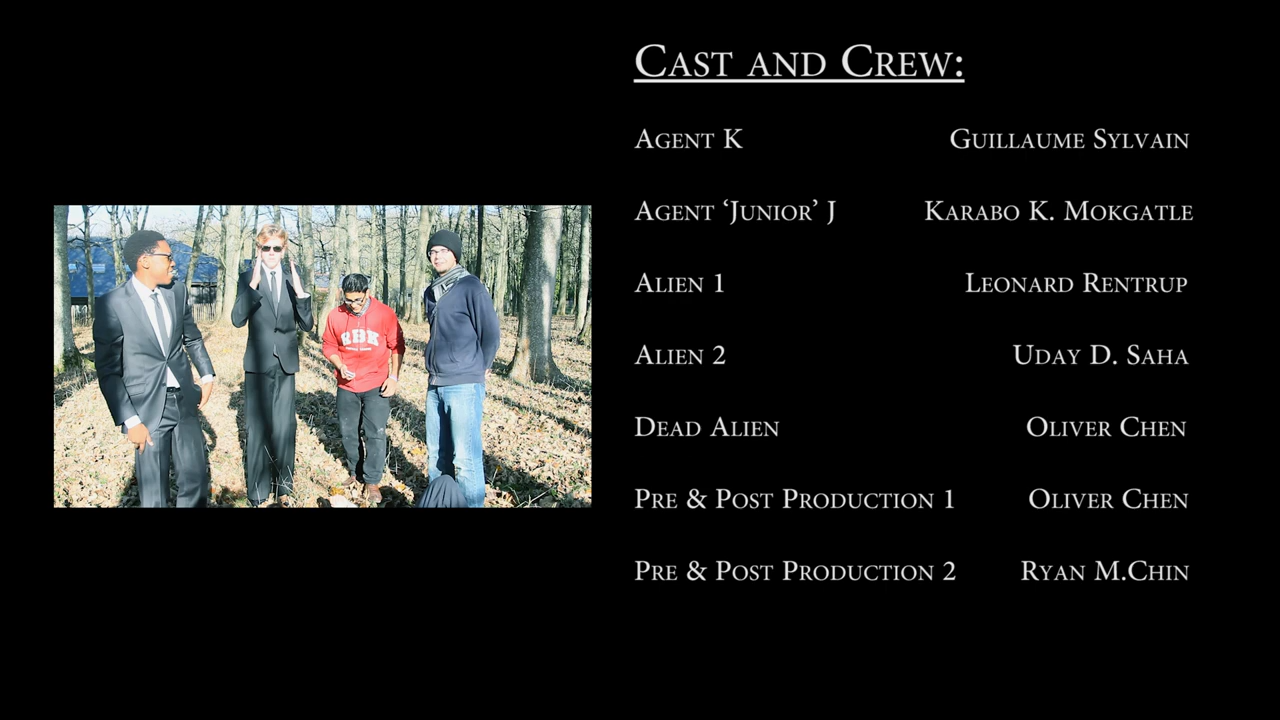 Cast and Crew:
Agent K Guillaume Sylvain
Agent ‘Junior’ J Karabo K. Mokgatle
Alien 1 Leonard Rentrup
Alien 2 Uday D. Saha
Dead Alien Oliver Chen
Pre & Post Production 1 Oliver Chen
Pre & Post Production 2 Ryan M.Chin
RBK